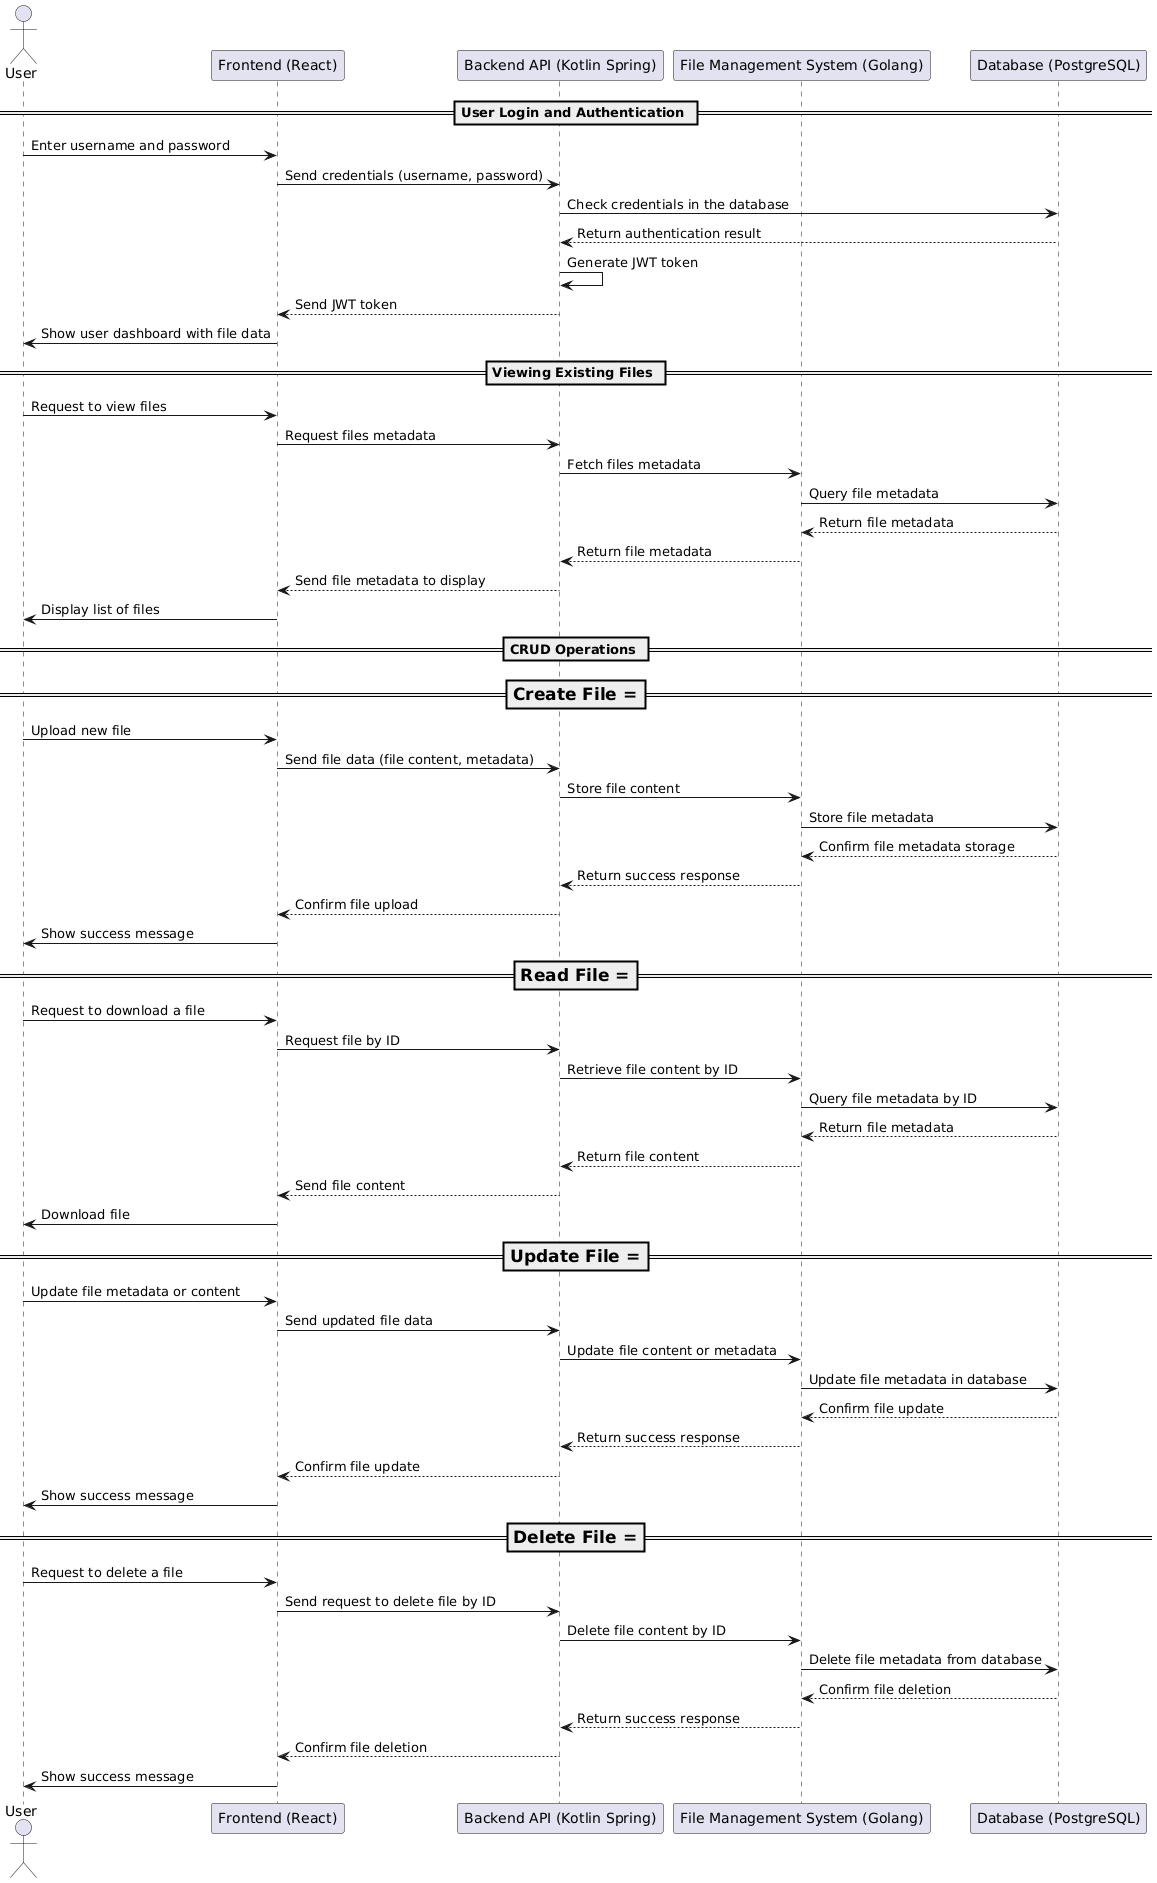 User
Frontend (React)
Backend API (Kotlin Spring)
File Management System (Golang)
Database (PostgreSQL)
User Login and Authentication
Enter username and password
Send credentials (username, password)
Check credentials in the database
Return authentication result
Generate JWT token
Send JWT token
Show user dashboard with file data
Viewing Existing Files
Request to view files
Request files metadata
Fetch files metadata
Query file metadata
Return file metadata
Return file metadata
Send file metadata to display
Display list of files
CRUD Operations
Create File =
Upload new file
Send file data (file content, metadata)
Store file content
Store file metadata
Confirm file metadata storage
Return success response
Confirm file upload
Show success message
Read File =
Request to download a file
Request file by ID
Retrieve file content by ID
Query file metadata by ID
Return file metadata
Return file content
Send file content
Download file
Update File =
Update file metadata or content
Send updated file data
Update file content or metadata
Update file metadata in database
Confirm file update
Return success response
Confirm file update
Show success message
Delete File =
Request to delete a file
Send request to delete file by ID
Delete file content by ID
Delete file metadata from database
Confirm file deletion
Return success response
Confirm file deletion
Show success message
User
Frontend (React)
Backend API (Kotlin Spring)
File Management System (Golang)
Database (PostgreSQL)